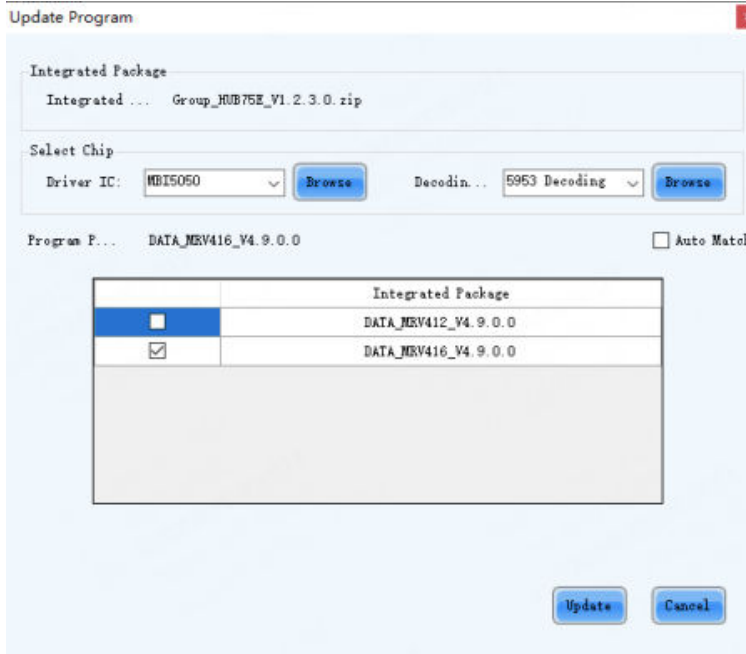 Update Program
Integrated Package
Integrated ... Group_HUB75E_V1.2.3.0.zip
Select Chip
Driver IC: MBI5050 Browse Decodin... 5953 Decoding Browse
Program P... DATA_MRV416_V4.9.0.0 Auto Match
Integrated Package
DATA_MRV412_V4.9.0.0
DATA_MRV416_V4.9.0.0
Update Cancel